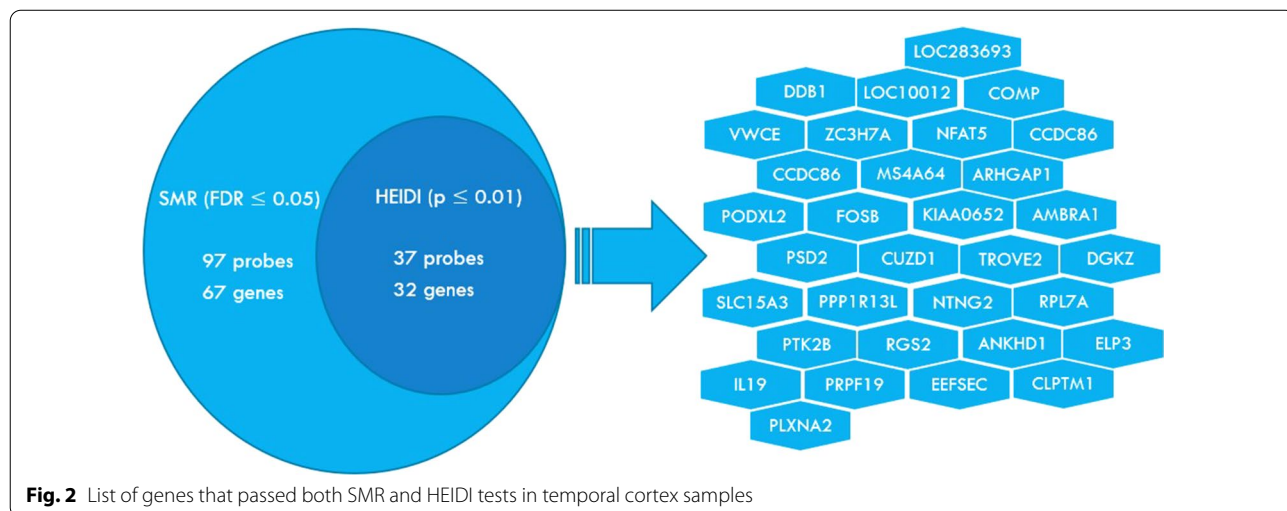 SMR (FDR ≤ 0.05)
97 probes
67 genes
HEIDI (p ≤ 0.01)
37 probes
32 genes
LOC283693
DDB1 LOC10012 COMP
VWCE ZC3H7A NFAT5 CCDC86
CCDC86 MS4A64 ARHGAP1
PODXL2 FOSB KIAA0652 AMBRA1
PSD2 CUZD1 TROVE2 DGKZ
SLC15A3 PPP1R13L NTNG2 RPL7A
PTK2B RGS2 ANKHD1 ELP3
IL19 PRPF19 EEFSEC CLPTM1
PLXNA2
Fig. 2 List of genes that passed both SMR and HEIDI tests in temporal cortex samples